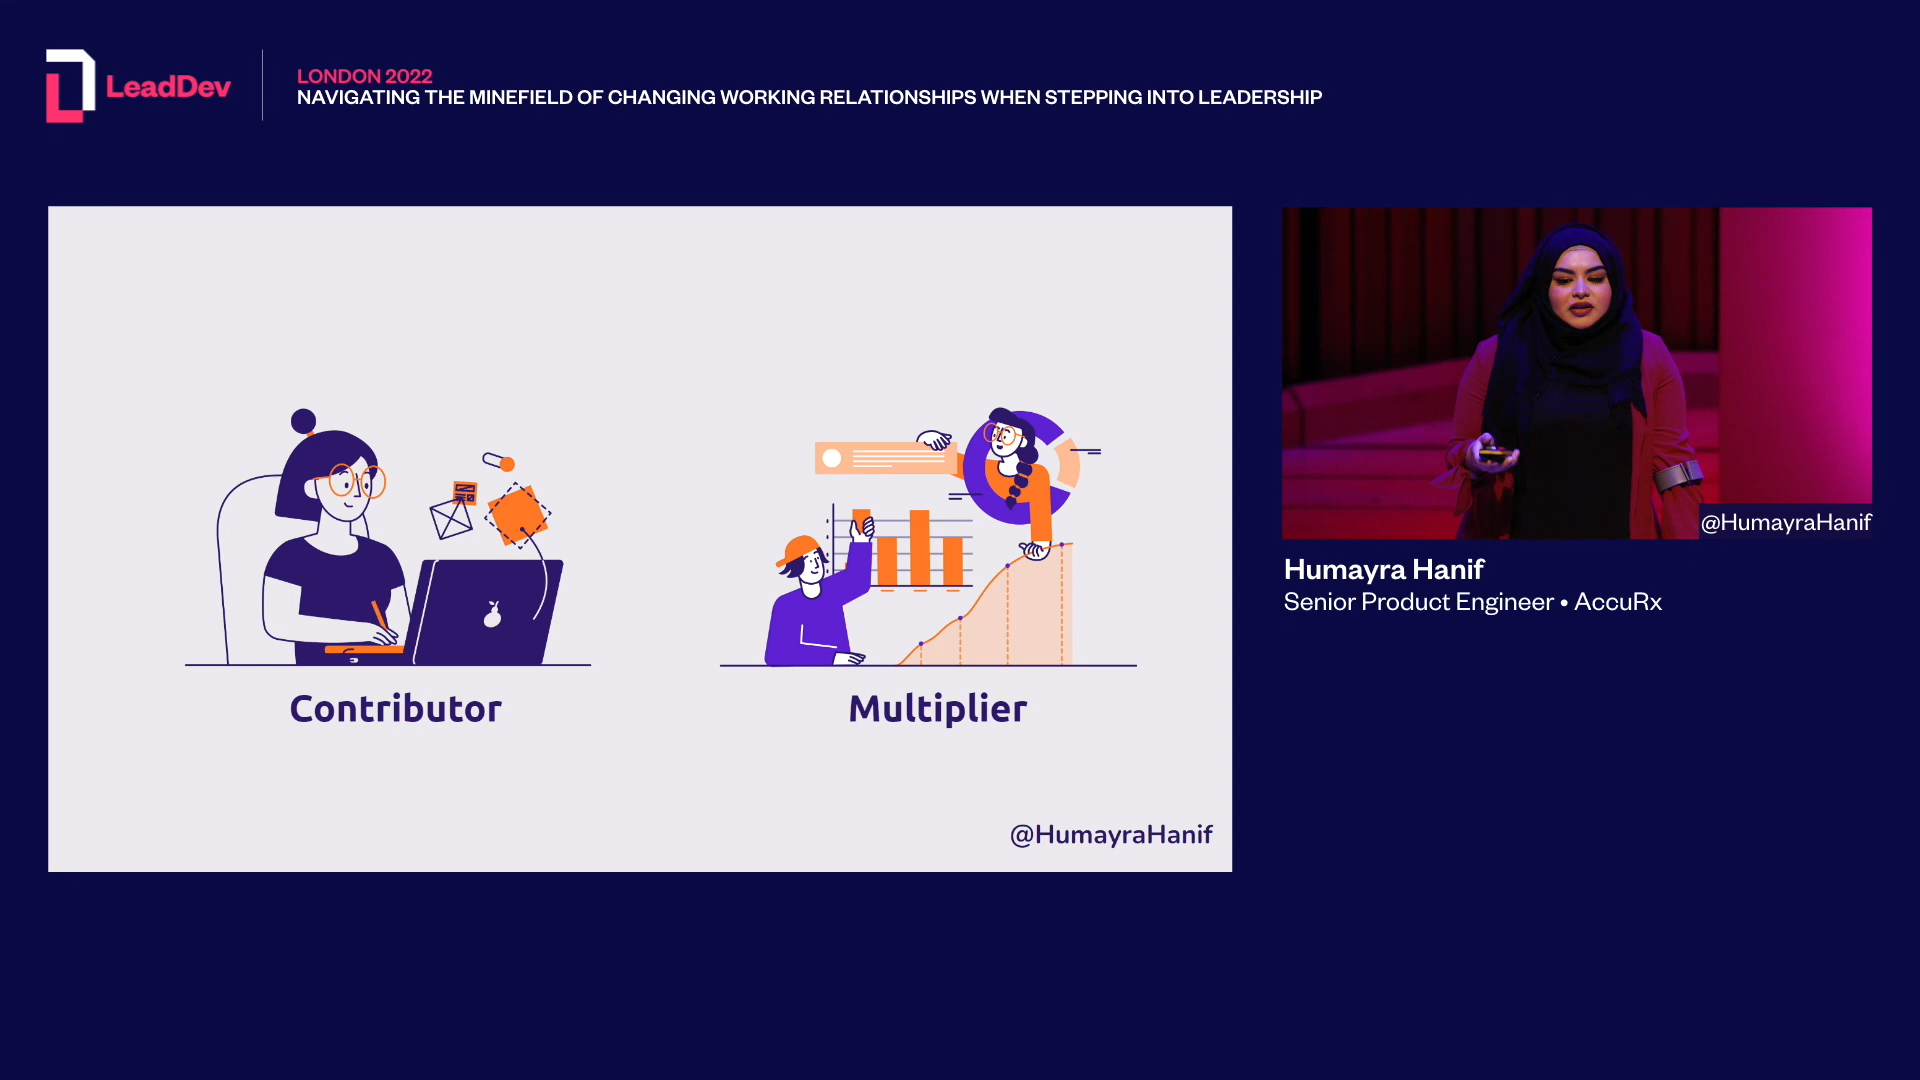 LeadDev
LONDON 2022
NAVIGATING THE MINEFIELD OF CHANGING WORKING RELATIONSHIPS WHEN STEPPING INTO LEADERSHIP
Contributor
Multiplier
@HumayraHanif
@HumayraHanif
Humayra Hanif
Senior Product Engineer • AccuRx